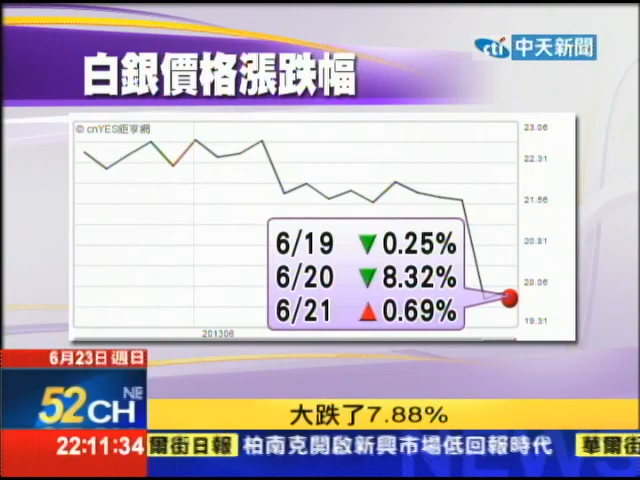 cti 中天新聞
白銀價格漲跌幅
© cnYES鉅亨網
23.06
22.31
21.56
20.81
20.06
19.31
6/19 ▼ 0.25%
6/20 ▼ 8.32%
6/21 ▲ 0.69%
201306
6月23日 週日
52CH
NE
大跌了7.88%
22:11:34
爾街日報 柏南克開啟新興市場低回報時代 華爾街
NEWS